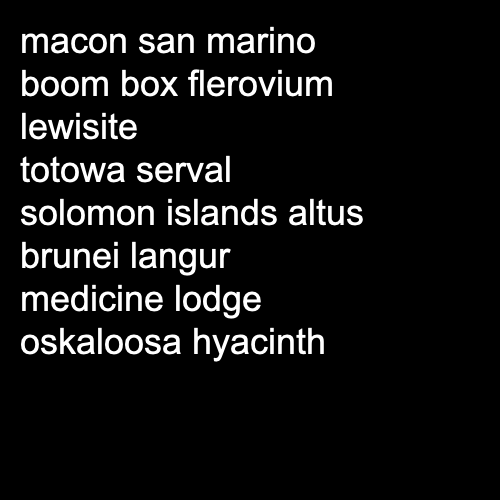 macon san marino
boom box flerovium
lewisite
totowa serval
solomon islands altus
brunei langur
medicine lodge
oskaloosa hyacinth